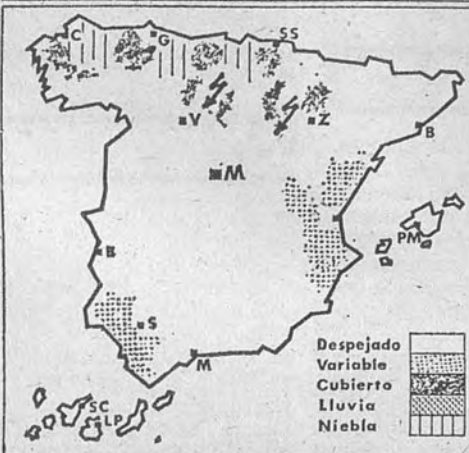 C
G
SS
V
Z
B
M
PM
B
S
M
SC
LP
Despejado
Variable
Cubierto
Lluvia
Niebla